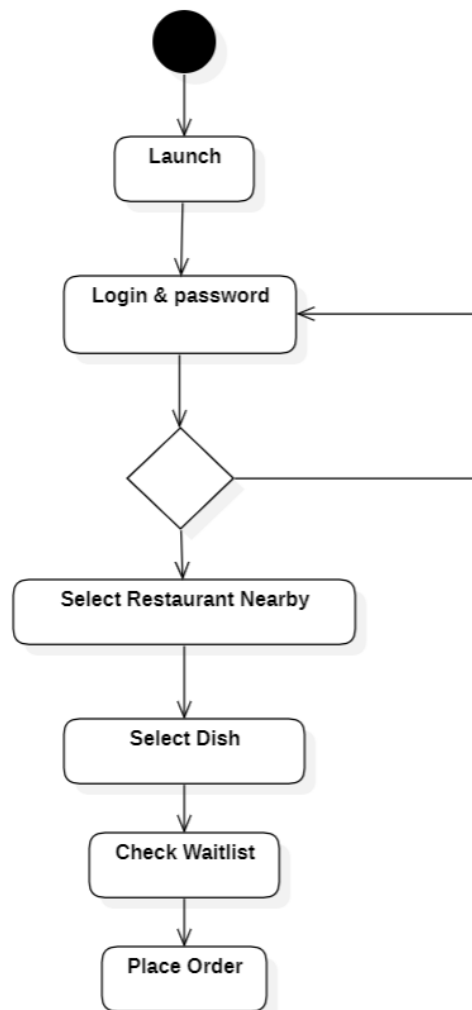 Launch
Login & password
Select Restaurant Nearby
Select Dish
Check Waitlist
Place Order